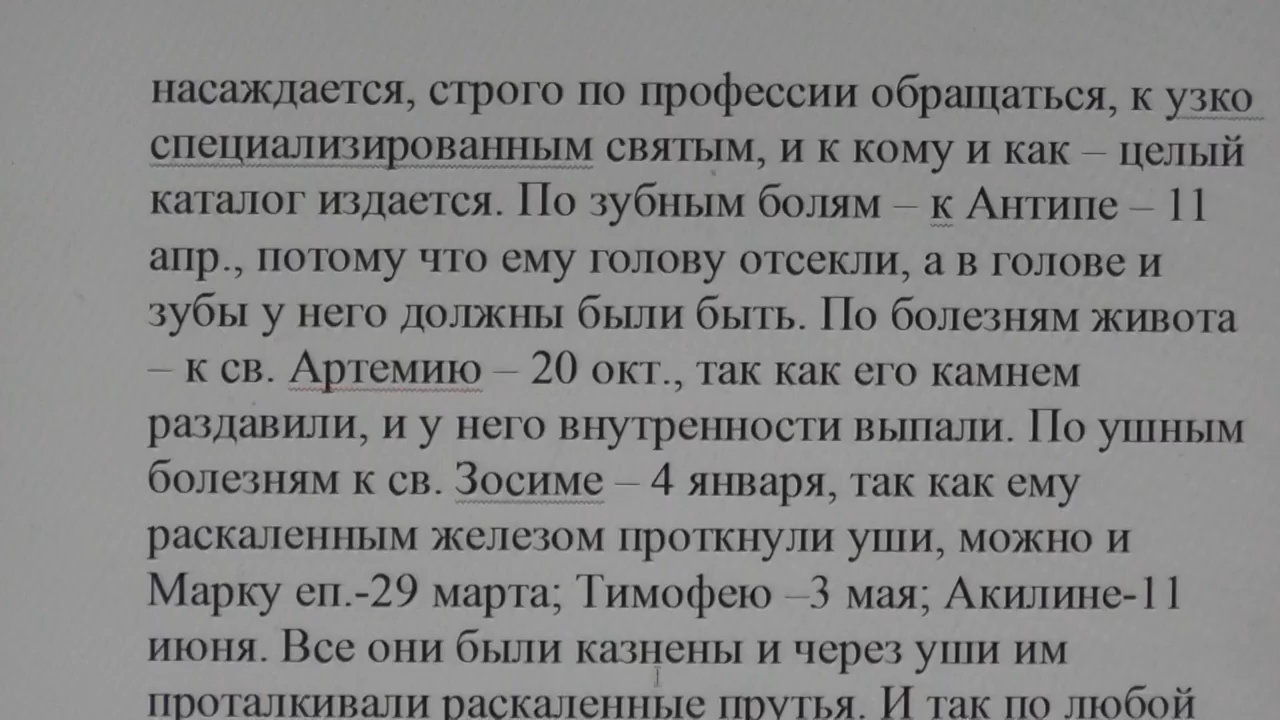 насаждается, строго по профессии обращаться, к узко
специализированным святым, и к кому и как – целый
каталог издается. По зубным болям – к Антипе – 11
апр., потому что ему голову отсекли, а в голове и
зубы у него должны были быть. По болезням живота
– к св. Артемию – 20 окт., так как его камнем
раздавили, и у него внутренности выпали. По ушным
болезням к св. Зосиме – 4 января, так как ему
раскаленным железом проткнули уши, можно и
Марку еп.-29 марта; Тимофею –3 мая; Акилине-11
июня. Все они были казнены и через уши им
проталкивали раскаленные прутья. И так по любой